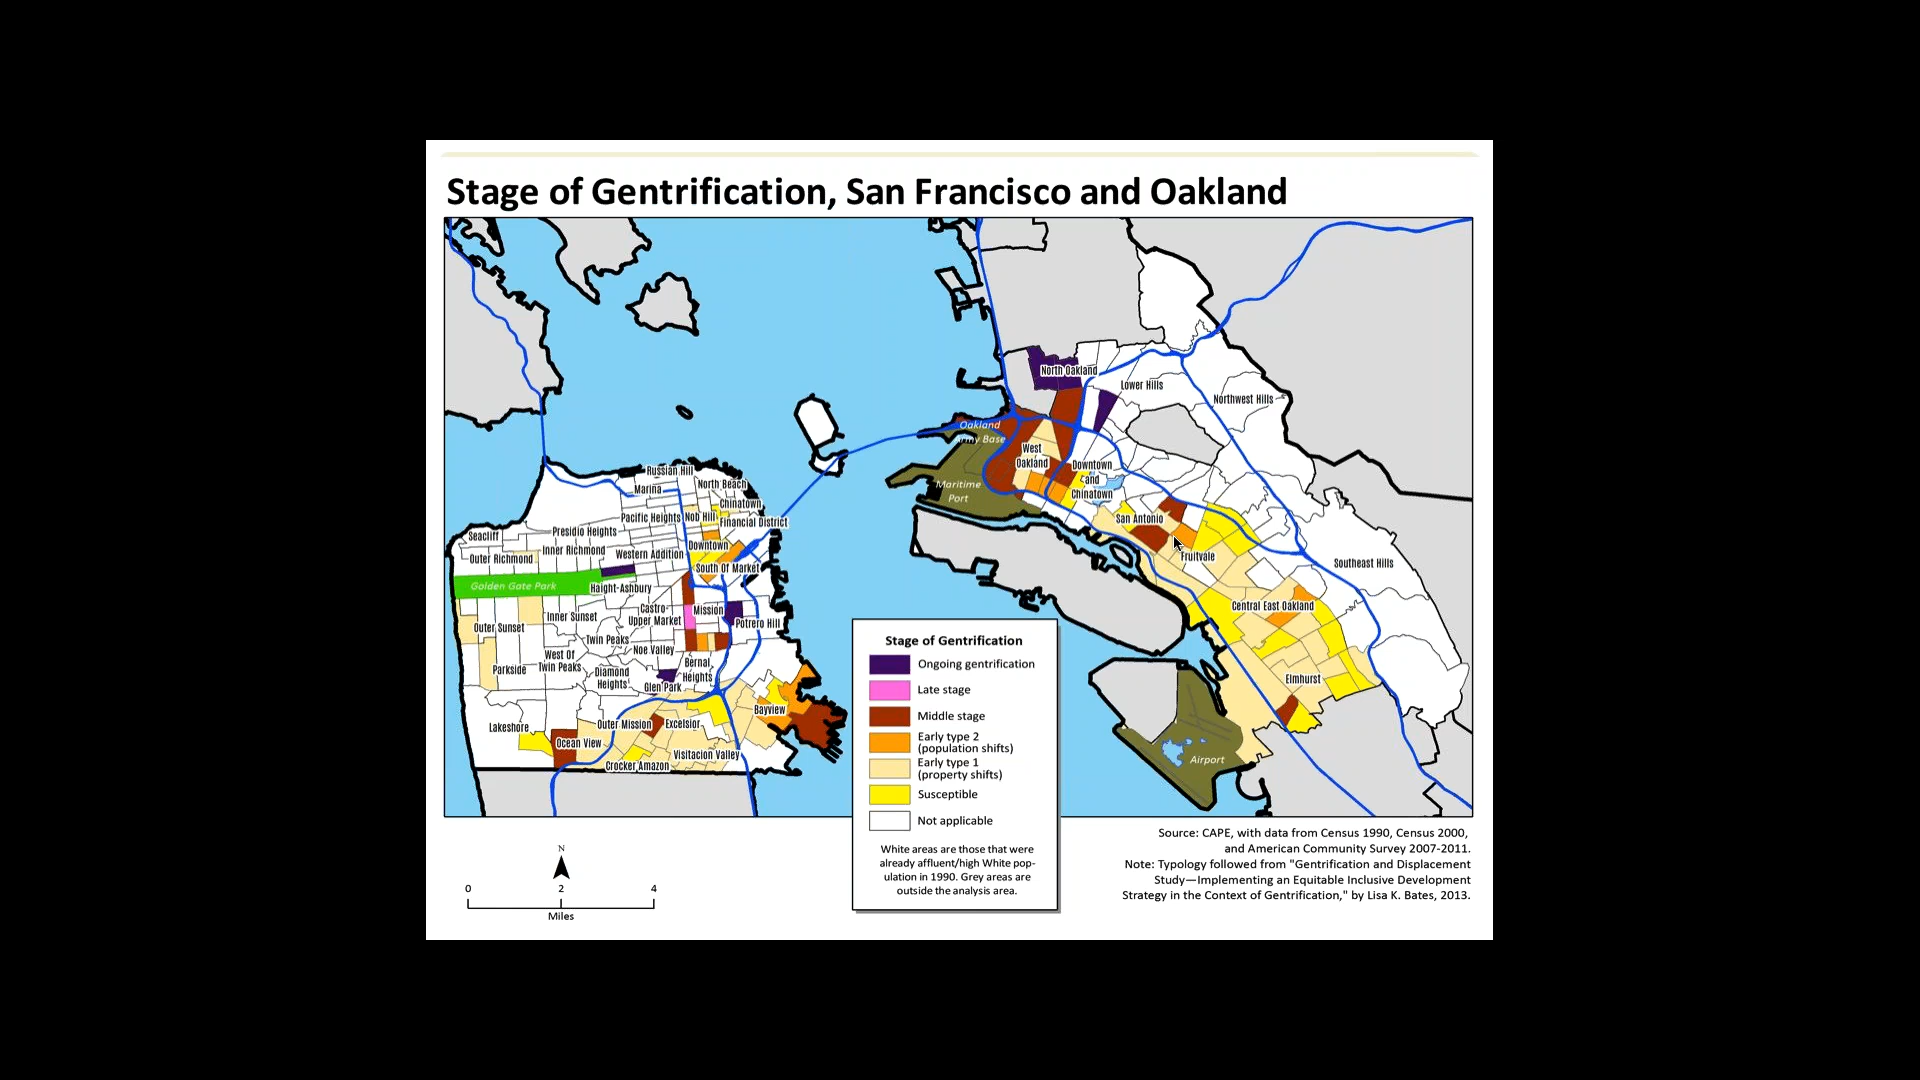 Stage of Gentrification, San Francisco and Oakland
North Oakland
Lower Hills
Northwest Hills
Oakland
Army Base
West
Oakland
Downtown
and
Chinatown
Maritime
Port
San Antonio
Fruitvale
Southeast Hills
Central East Oakland
Elmhurst
Airport
Russian Hill
Marina
North Beach
Chinatown
Pacific Heights
Nob Hill
Financial District
Seacliff
Presidio Heights
Outer Richmond
Inner Richmond
Western Addition
Downtown
South Of Market
Golden Gate Park
Haight-Ashbury
Castro-
Upper Market
Mission
Potrero Hill
Outer Sunset
Inner Sunset
Twin Peaks
Noe Valley
Parkside
West Of
Twin Peaks
Diamond
Heights
Glen Park
Bernal
Heights
Bayview
Lakeshore
Ocean View
Outer Mission
Excelsior
Visitacion Valley
Crocker Amazon
Stage of Gentrification
Ongoing gentrification
Late stage
Middle stage
Early type 2
(population shifts)
Early type 1
(property shifts)
Susceptible
Not applicable
White areas are those that were
already affluent/high White pop-
ulation in 1990. Grey areas are
outside the analysis area.
N
0 2 4
Miles
Source: CAPE, with data from Census 1990, Census 2000,
and American Community Survey 2007-2011.
Note: Typology followed from "Gentrification and Displacement
Study—Implementing an Equitable Inclusive Development
Strategy in the Context of Gentrification," by Lisa K. Bates, 2013.